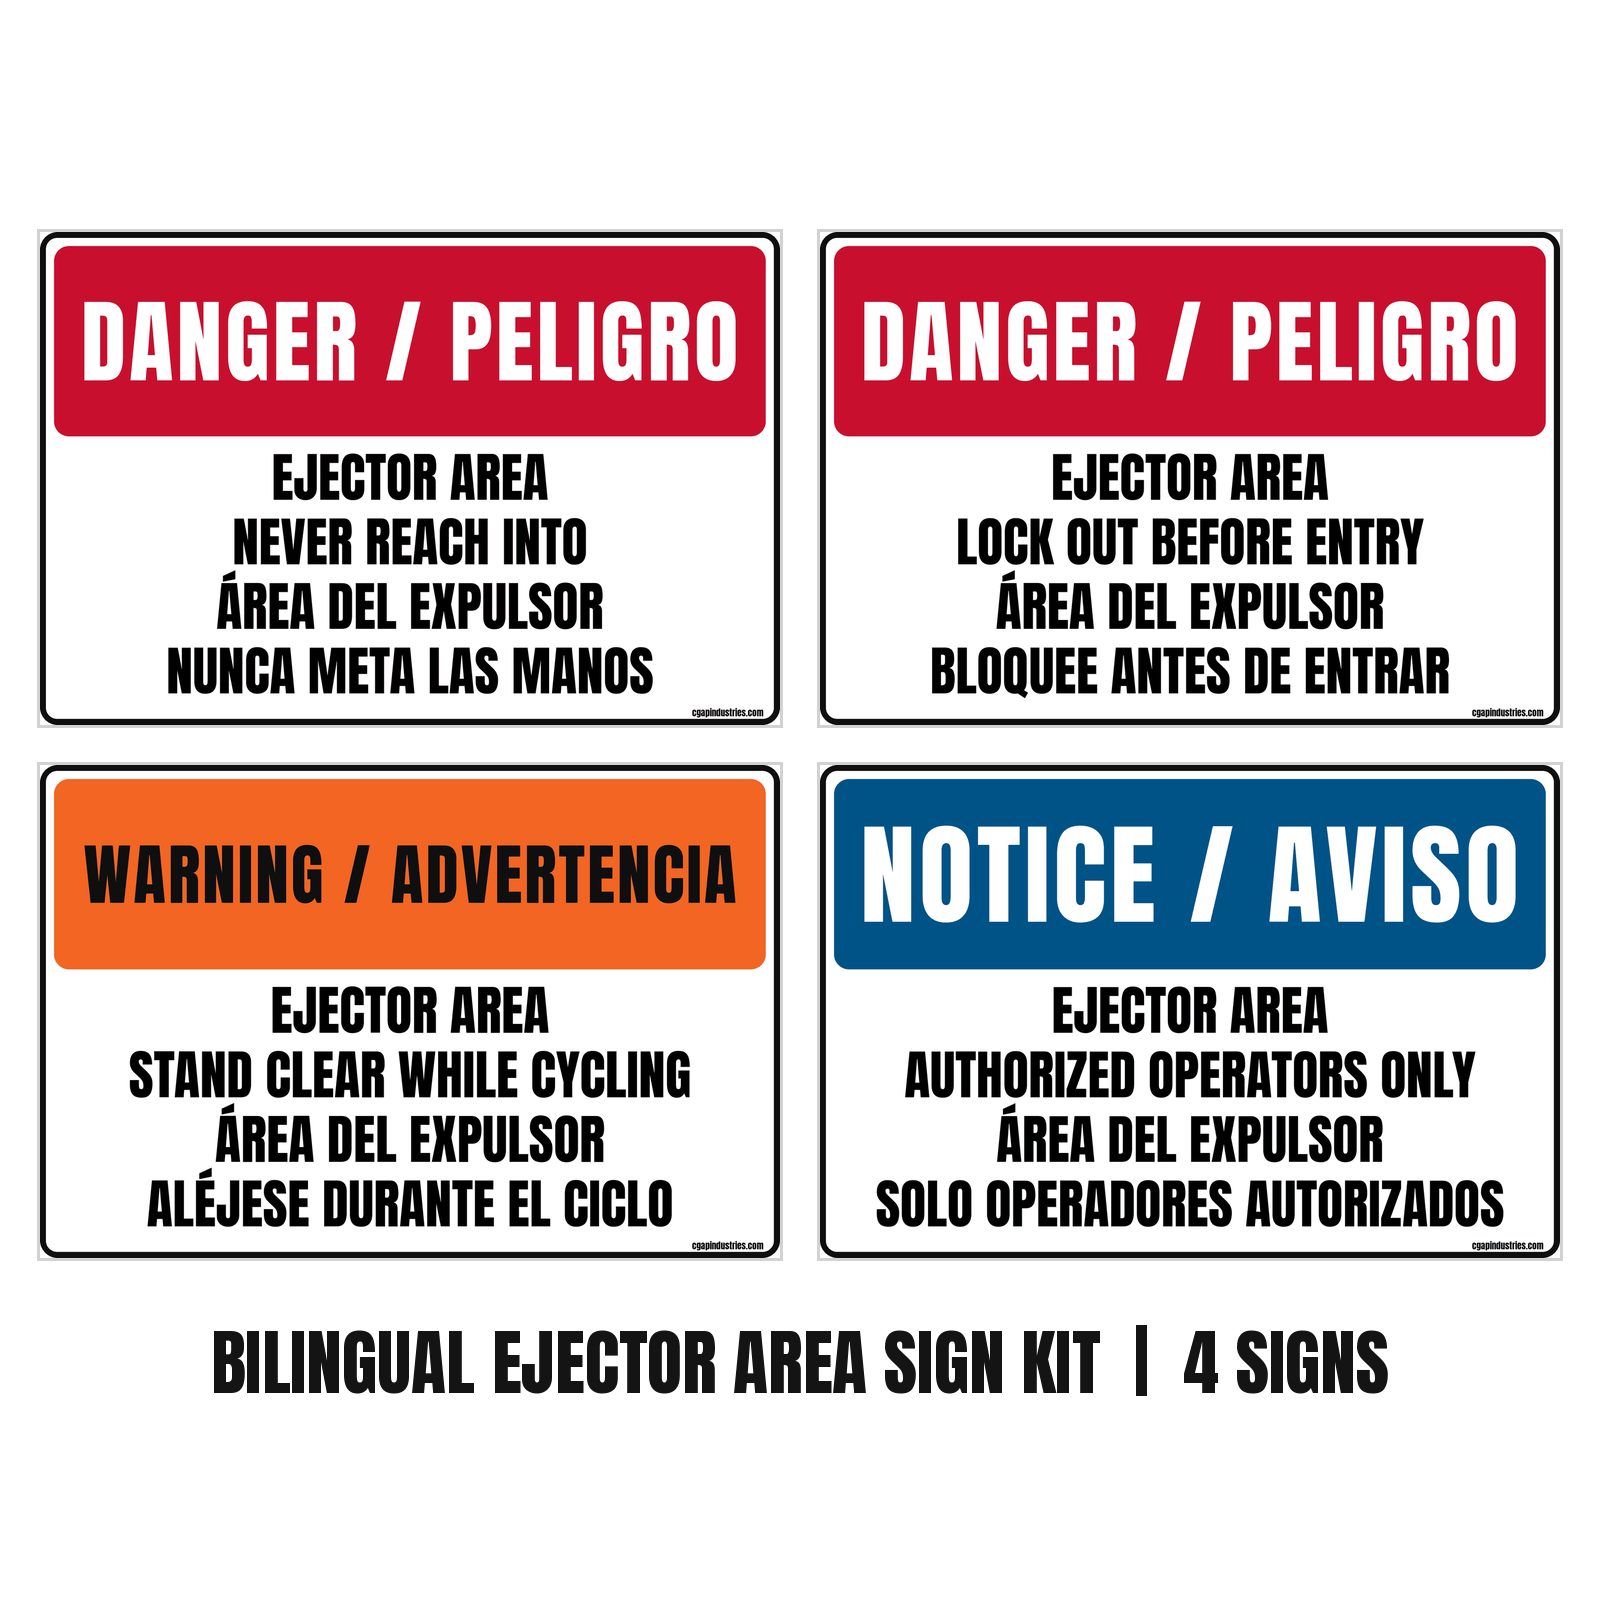 DANGER / PELIGRO
EJECTOR AREA
NEVER REACH INTO
ÁREA DEL EXPULSOR
NUNCA META LAS MANOS
cgapindustries.com
DANGER / PELIGRO
EJECTOR AREA
LOCK OUT BEFORE ENTRY
ÁREA DEL EXPULSOR
BLOQUEE ANTES DE ENTRAR
cgapindustries.com
WARNING / ADVERTENCIA
EJECTOR AREA
STAND CLEAR WHILE CYCLING
ÁREA DEL EXPULSOR
ALÉJESE DURANTE EL CICLO
cgapindustries.com
NOTICE / AVISO
EJECTOR AREA
AUTHORIZED OPERATORS ONLY
ÁREA DEL EXPULSOR
SOLO OPERADORES AUTORIZADOS
cgapindustries.com
BILINGUAL EJECTOR AREA SIGN KIT | 4 SIGNS